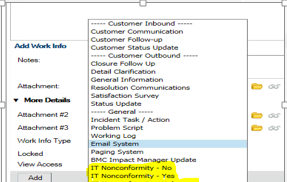 ----- Customer Inbound -----
Customer Communication
Customer Follow-up
Customer Status Update
----- Customer Outbound -----
Closure Follow Up
Detail Clarification
General Information
Resolution Communications
Satisfaction Survey
Status Update
----- General -----
Incident Task / Action
Problem Script
Working Log
Email System
Paging System
BMC Impact Manager Update
IT Nonconformity - No
IT Nonconformity - Yes
Add Work Info
Notes:
Attachment:
More Details
Attachment #2
Attachment #3
Work Info Type
Locked
View Access
Add